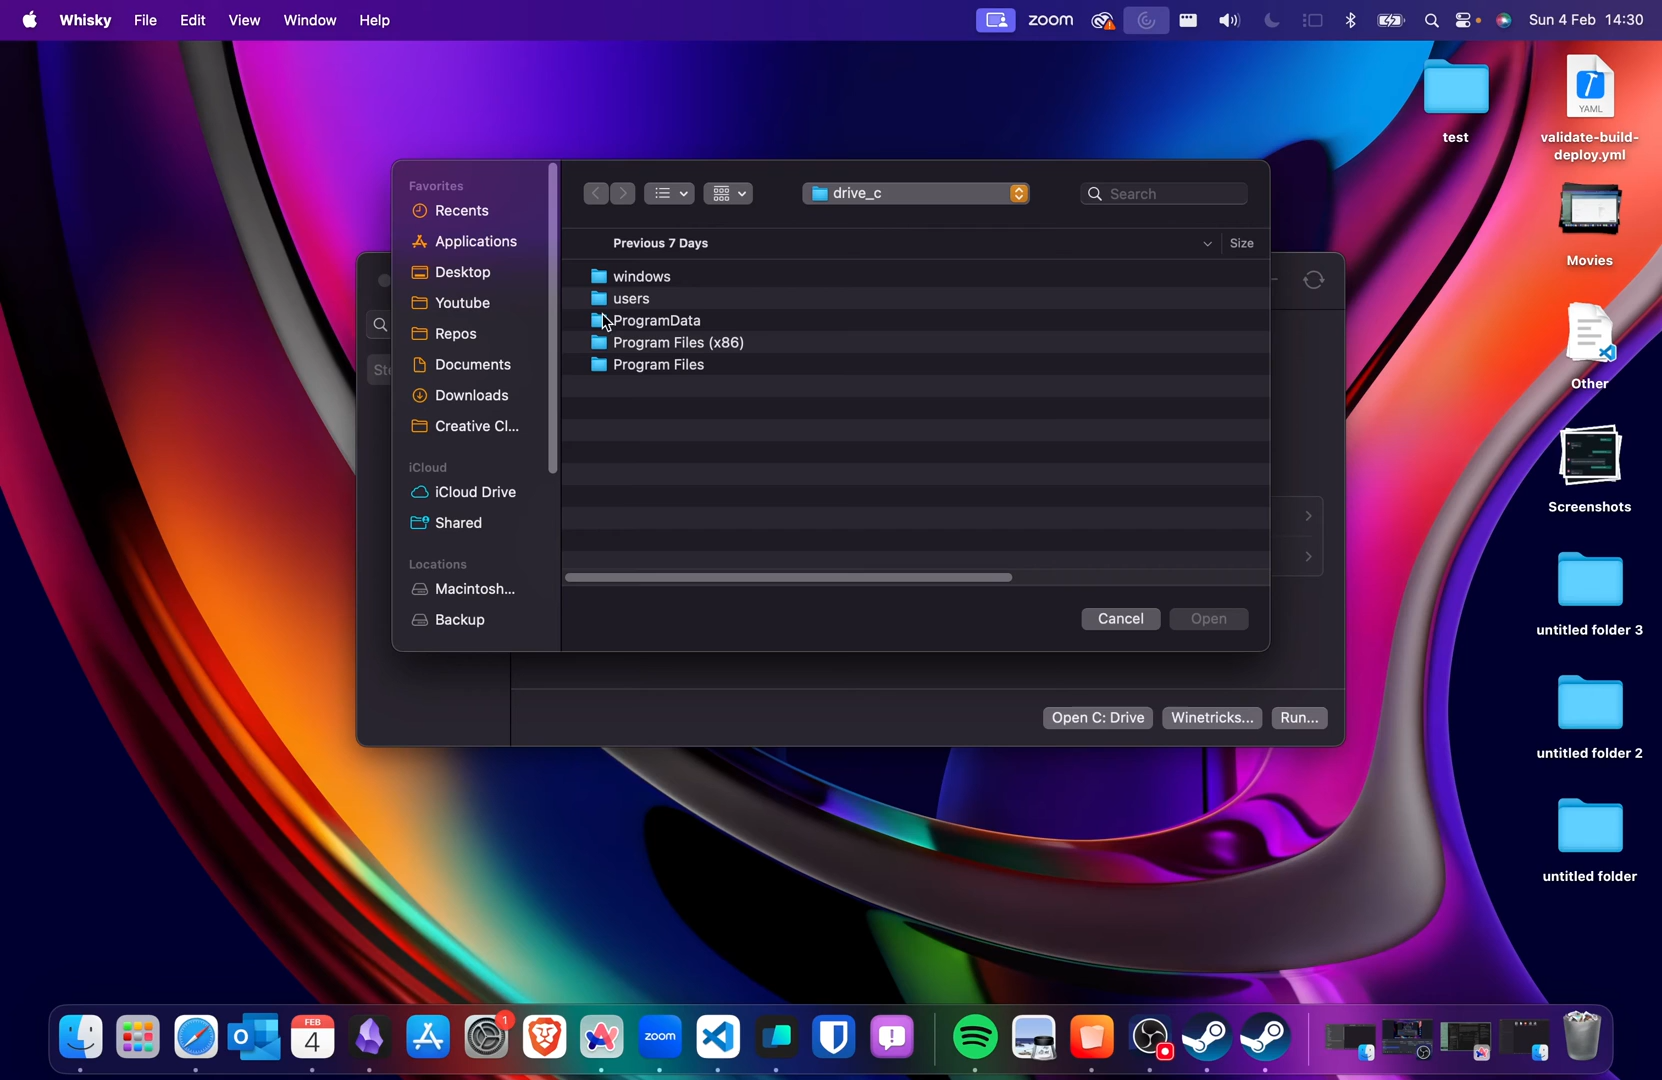 Whisky File Edit View Window Help
zoom Sun 4 Feb 14:30
test
YAML
validate-build-
deploy.yml
Movies
Other
Screenshots
untitled folder 3
untitled folder 2
untitled folder
Favorites
Recents
Applications
Desktop
Youtube
Repos
Documents
Downloads
Creative Cl...
iCloud
iCloud Drive
Shared
Locations
Macintosh...
Backup
drive_c
Search
Previous 7 Days Size
windows
users
ProgramData
Program Files (x86)
Program Files
Cancel Open
Open C: Drive Winetricks... Run...
FEB
4
1
zoom